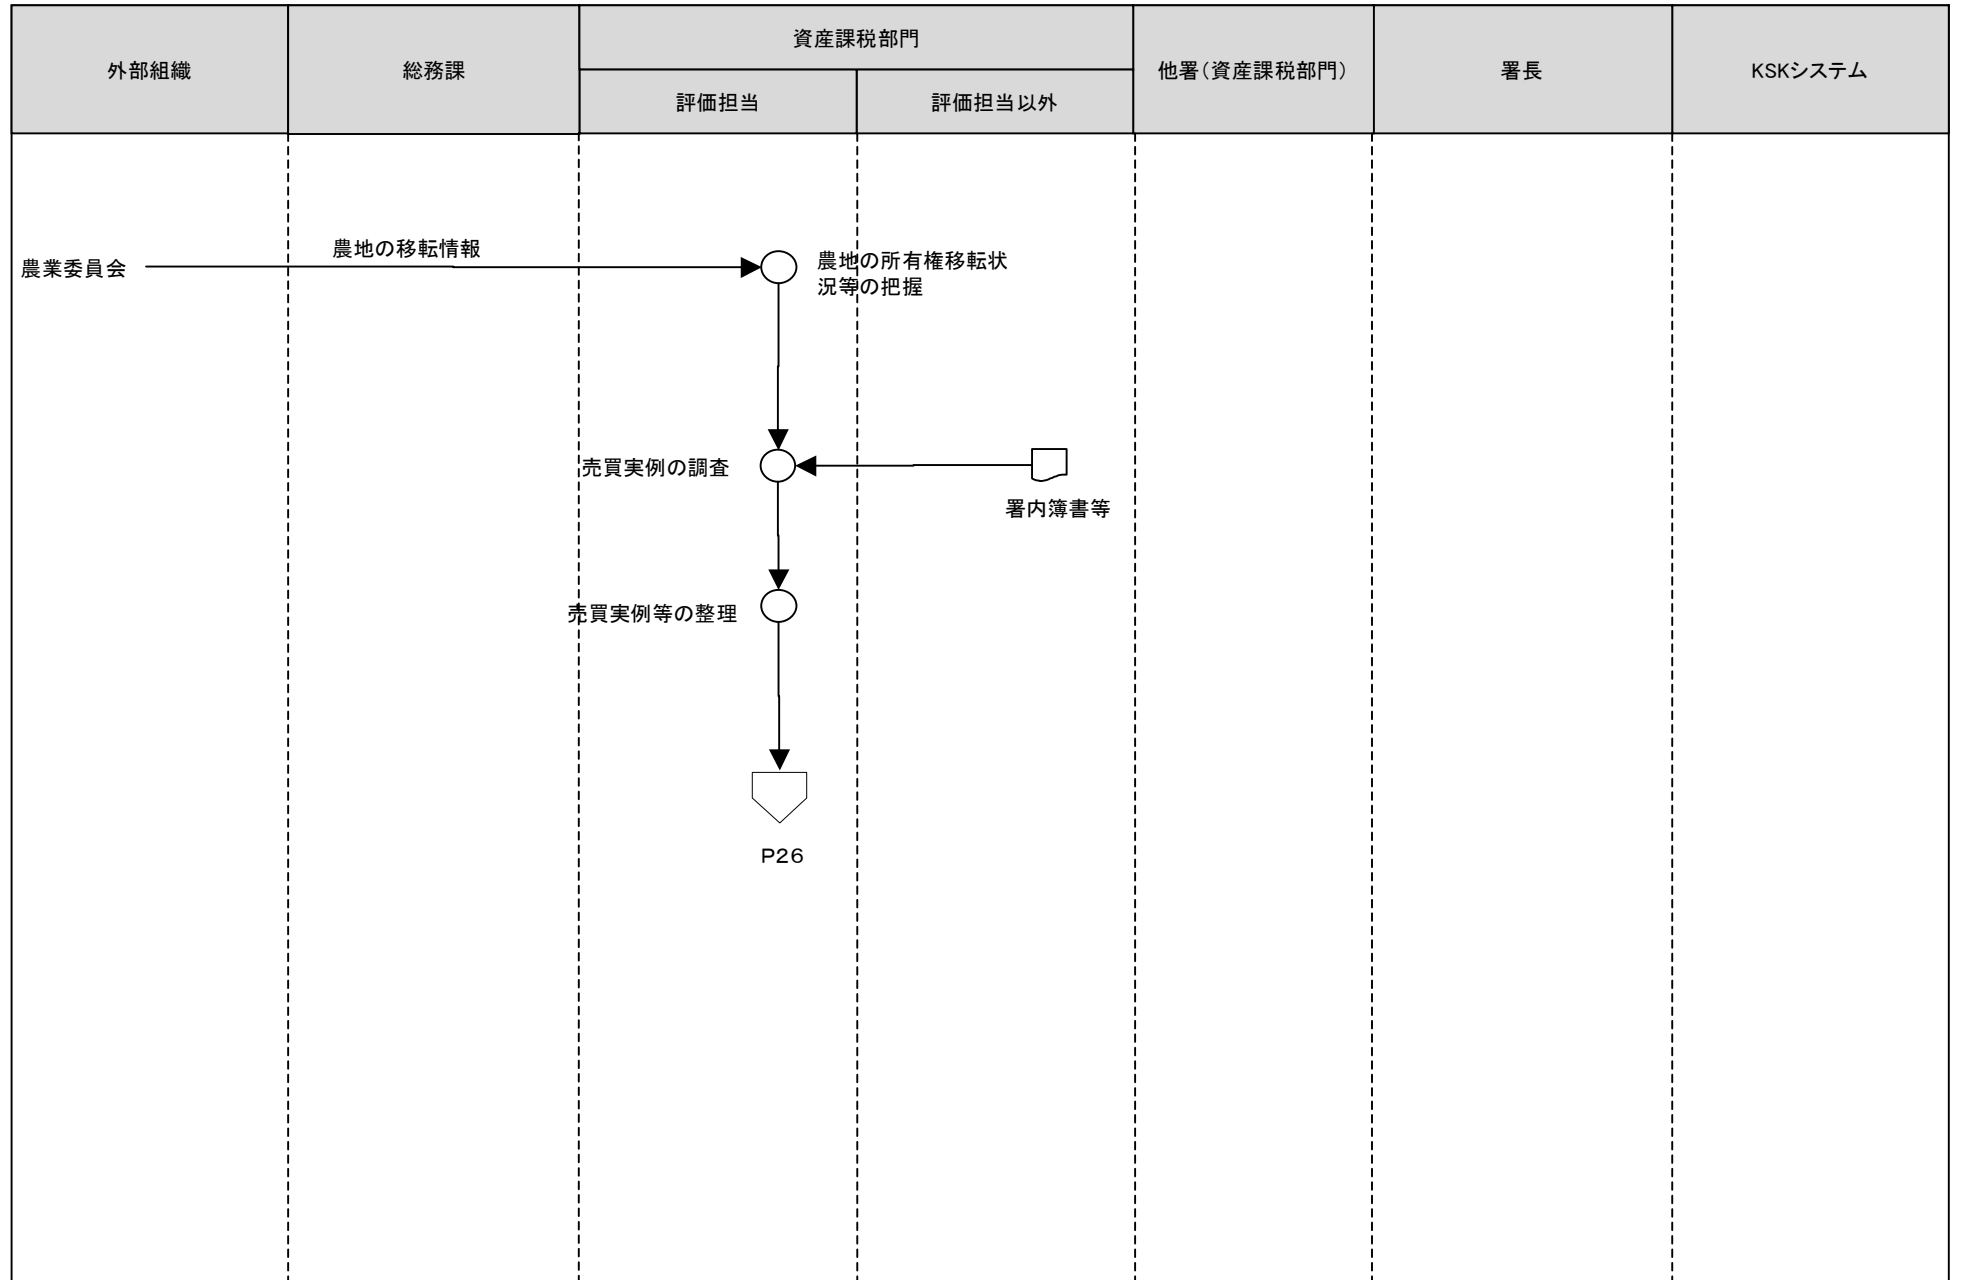 外部組織
総務課
資産課税部門
評価担当
評価担当以外
他署(資産課税部門)
署長
KSKシステム
農業委員会
農地の移転情報
農地の所有権移転状
況等の把握
売買実例の調査
署内簿書等
売買実例等の整理
P26